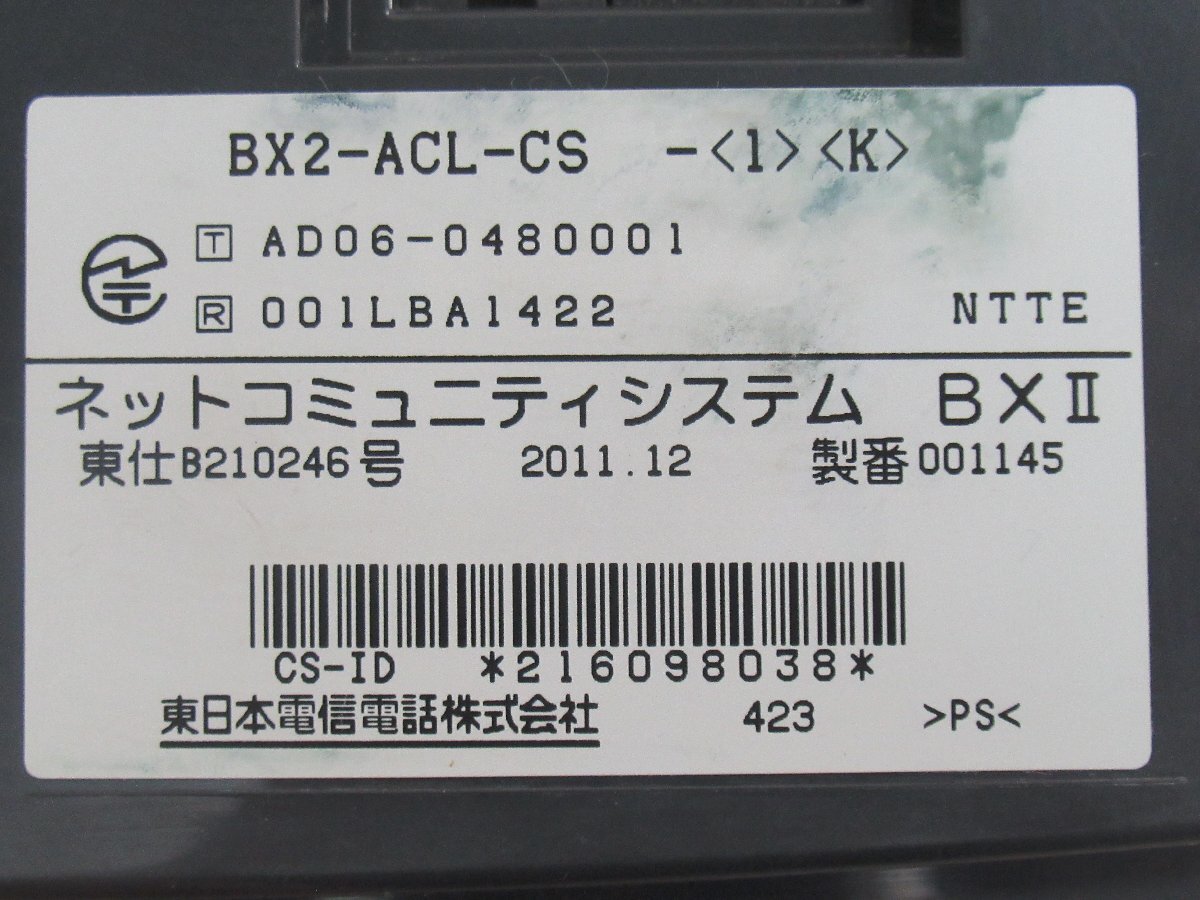 BX2-ACL-CS -<1><K>
T AD06-0480001
R 001LBA1422 NTTE
ネットコミュニティシステム BXⅡ
東仕B210246号 2011.12 製番001145
CS-ID *216098038*
東日本電信電話株式会社 423 >PS<